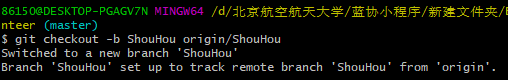 86150@DESKTOP-PGAGV7N MINGW64 /d/北京航空航天大学/蓝协小程序/新建文件夹/
nteer (master)
$ git checkout -b ShouHou origin/ShouHou
Switched to a new branch 'ShouHou'
Branch 'ShouHou' set up to track remote branch 'ShouHou' from 'origin'.